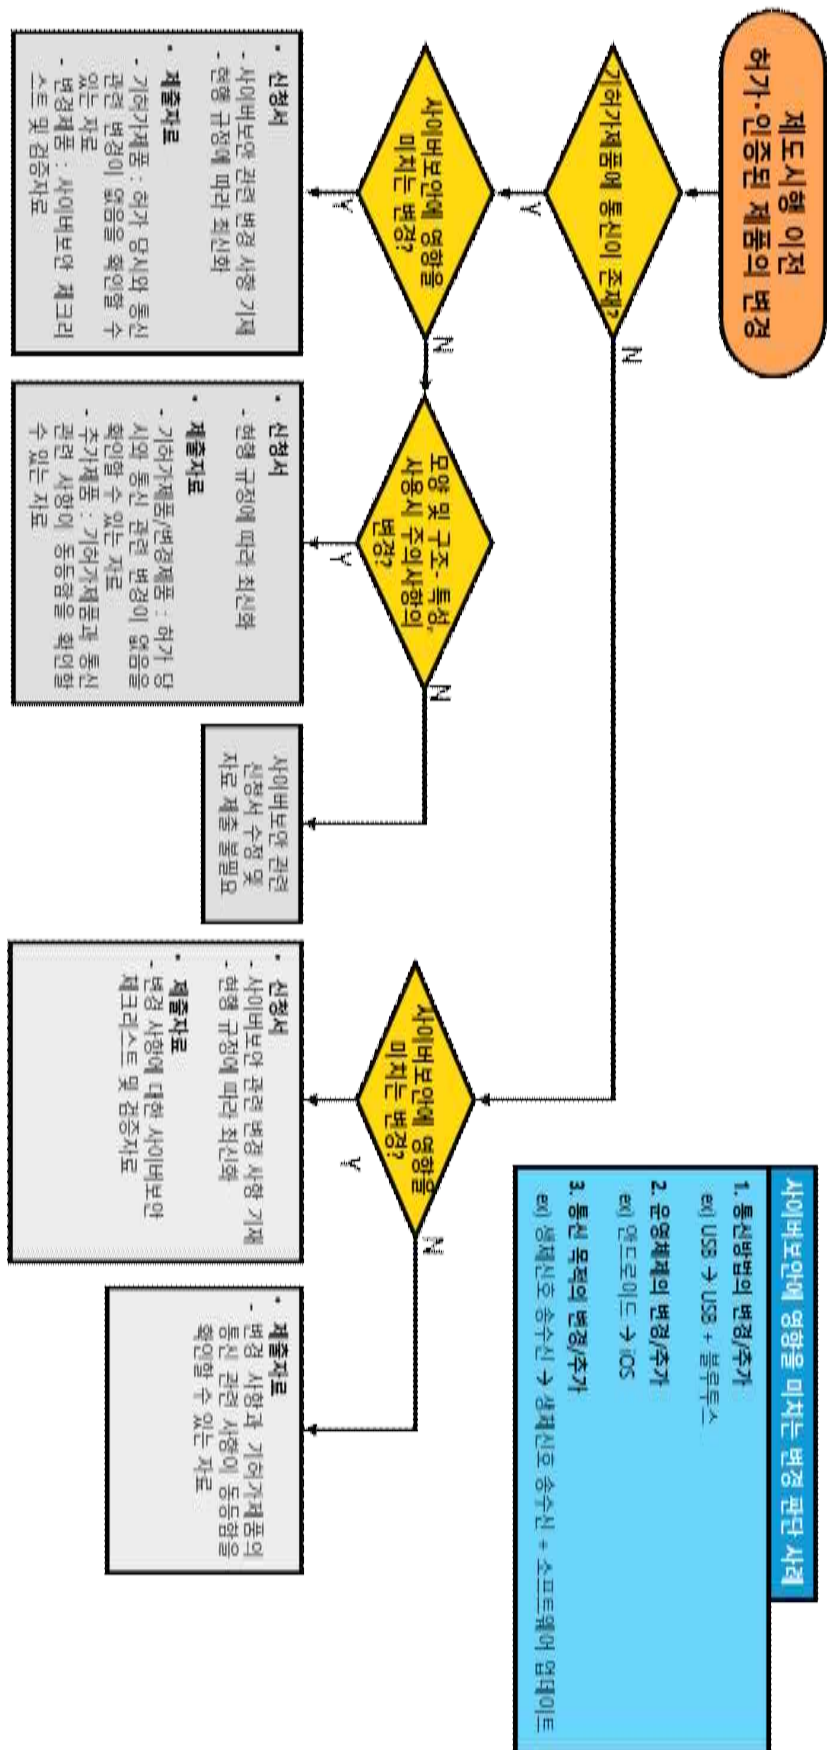 제도시행 이전
허가·인증된 제품의 변경
기허가제품에 통신이 존재?
Y
N
사이버보안에 영향을
미치는 변경?
Y
N
모양 및 구조- 특성,
사용시 주의사항의
변경?
Y
N
사이버보안에 영향을
미치는 변경?
Y
N
• 신청서
- 사이버보안 관련 변경 사항 기재
- 현행 규정에 따라 최신화
• 제출자료
- 기허가제품 : 허가 당시와 통신
관련 변경이 없음을 확인할 수
있는 자료
- 변경제품 : 사이버보안 체크리
스트 및 검증자료
• 신청서
- 현행 규정에 따라 최신화
• 제출자료
- 기허가제품/변경제품 : 허가 당
시와 통신 관련 변경이 없음을
확인할 수 있는 자료
- 추가제품 : 기허가제품과 통신
관련 사항이 동등함을 확인할
수 있는 자료
사이버보안 관련
신청서 수정 및
자료 제출 불필요
• 신청서
- 사이버보안 관련 변경 사항 기재
- 현행 규정에 따라 최신화
• 제출자료
- 변경 사항에 대한 사이버보안
체크리스트 및 검증자료
• 제출자료
- 변경 사항과 기허가제품의
통신 관련 사항이 동등함을
확인할 수 있는 자료
사이버보안에 영향을 미치는 변경 판단 사례
1. 통신방법의 변경/추가
ex) USB → USB + 블루투스
2. 운영체제의 변경/추가
ex) 안드로이드 → iOS
3. 통신 목적의 변경/추가
ex) 생체신호 송수신 → 생체신호 송수신 + 소프트웨어 업데이트